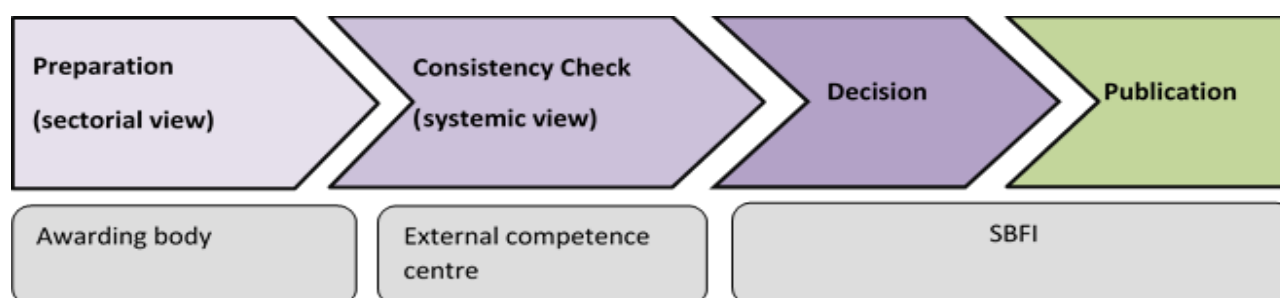 Preparation
(sectorial view)
Consistency Check
(systemic view)
Decision
Publication
Awarding body
External competence
centre
SBFI